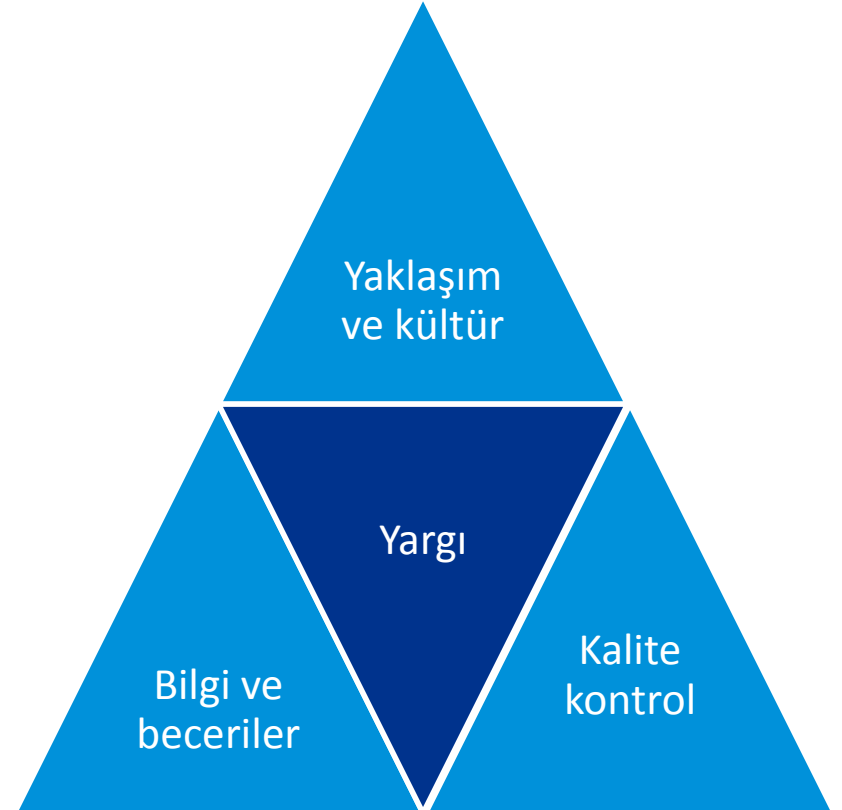 Yaklaşım
ve kültür
Yargı
Bilgi ve
beceriler
Kalite
kontrol